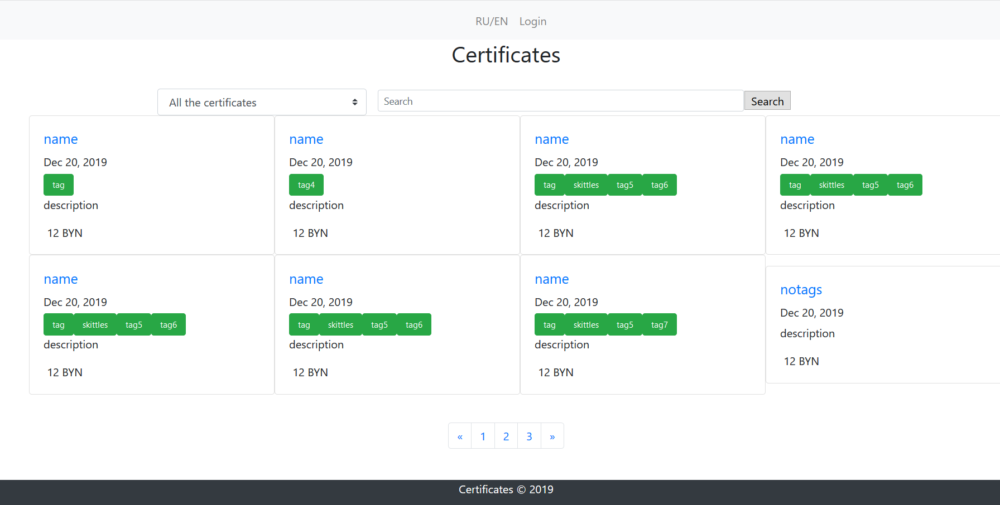 RU/EN Login
Certificates
All the certificates Search Search
name name name name
Dec 20, 2019 Dec 20, 2019 Dec 20, 2019 Dec 20, 2019
tag tag4 tag skittles tag5 tag6 tag skittles tag5 tag6
description description description description
12 BYN 12 BYN 12 BYN 12 BYN
name name name notags
Dec 20, 2019 Dec 20, 2019 Dec 20, 2019 Dec 20, 2019
tag skittles tag5 tag6 tag skittles tag5 tag6 tag skittles tag5 tag7
description description description description
12 BYN 12 BYN 12 BYN 12 BYN
« 1 2 3 »
Certificates © 2019